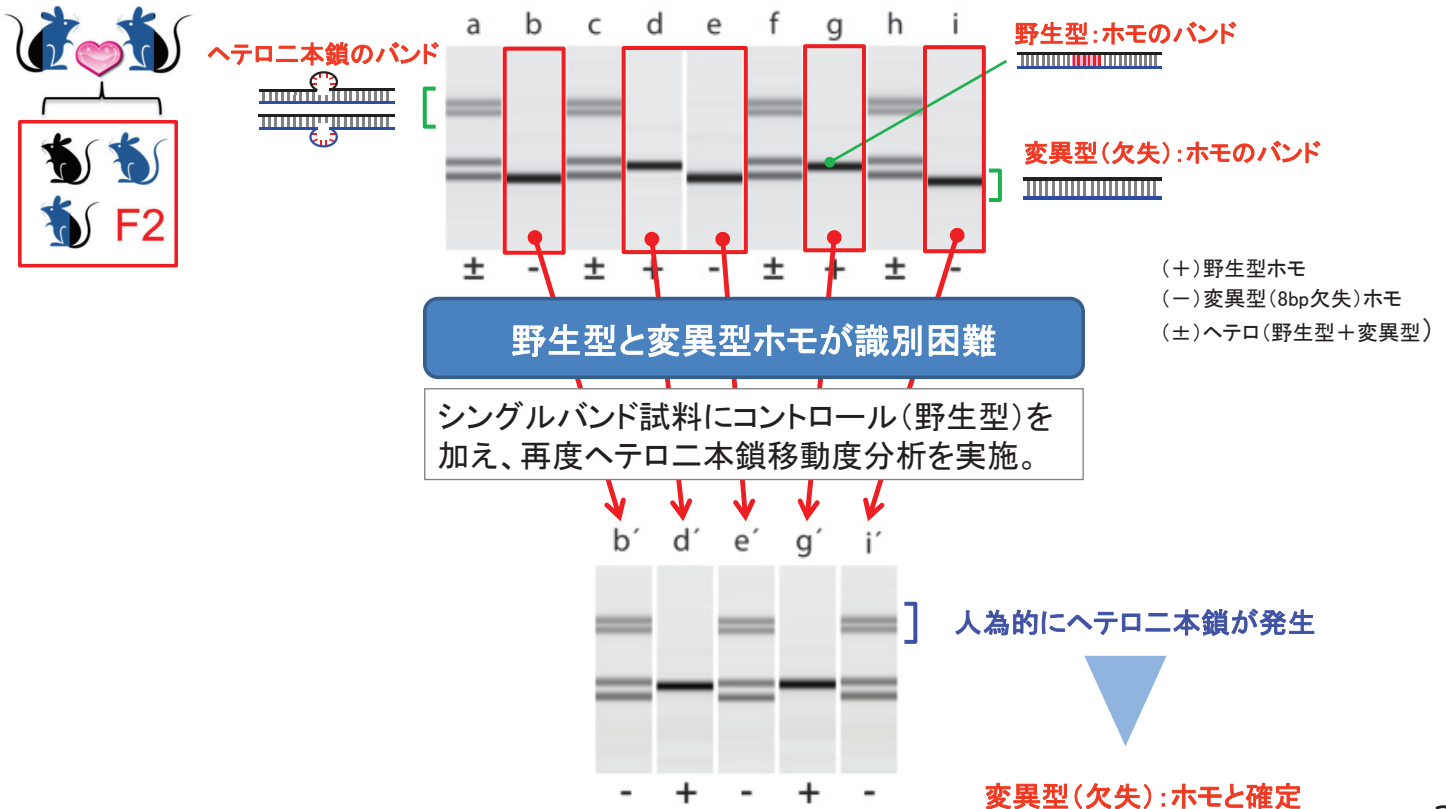 a b c d e f g h i
ヘテロ二本鎖のバンド
野生型:ホモのバンド
変異型(欠失):ホモのバンド
F2
± - ± + - ± + ± -
(+)野生型ホモ
(-)変異型(8bp欠失)ホモ
(±)ヘテロ(野生型+変異型)
野生型と変異型ホモが識別困難
シングルバンド試料にコントロール(野生型)を
加え、再度ヘテロ二本鎖移動度分析を実施。
b´ d´ e´ g´ i´
人為的にヘテロ二本鎖が発生
- + - + -
変異型(欠失):ホモと確定